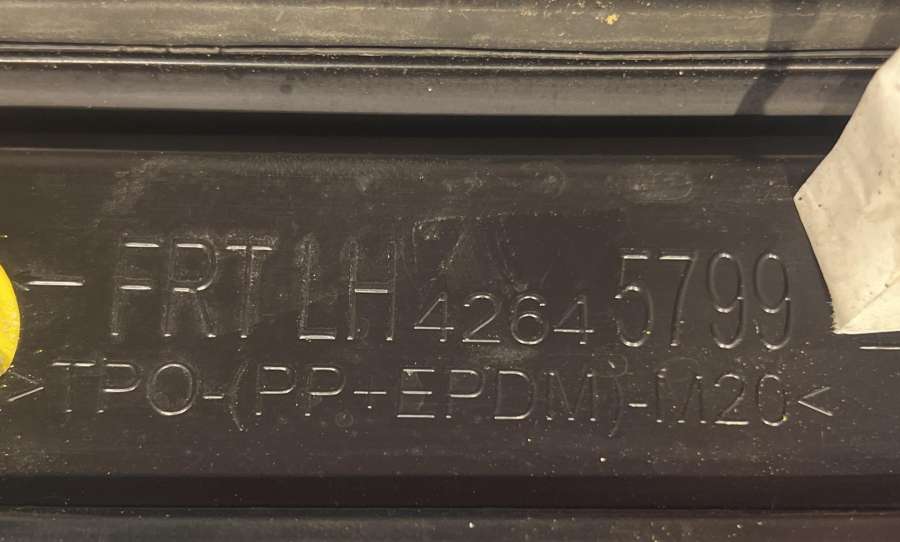 ← FRT LH 4264 5799
>TPO-(PP+EPDM)-M20<